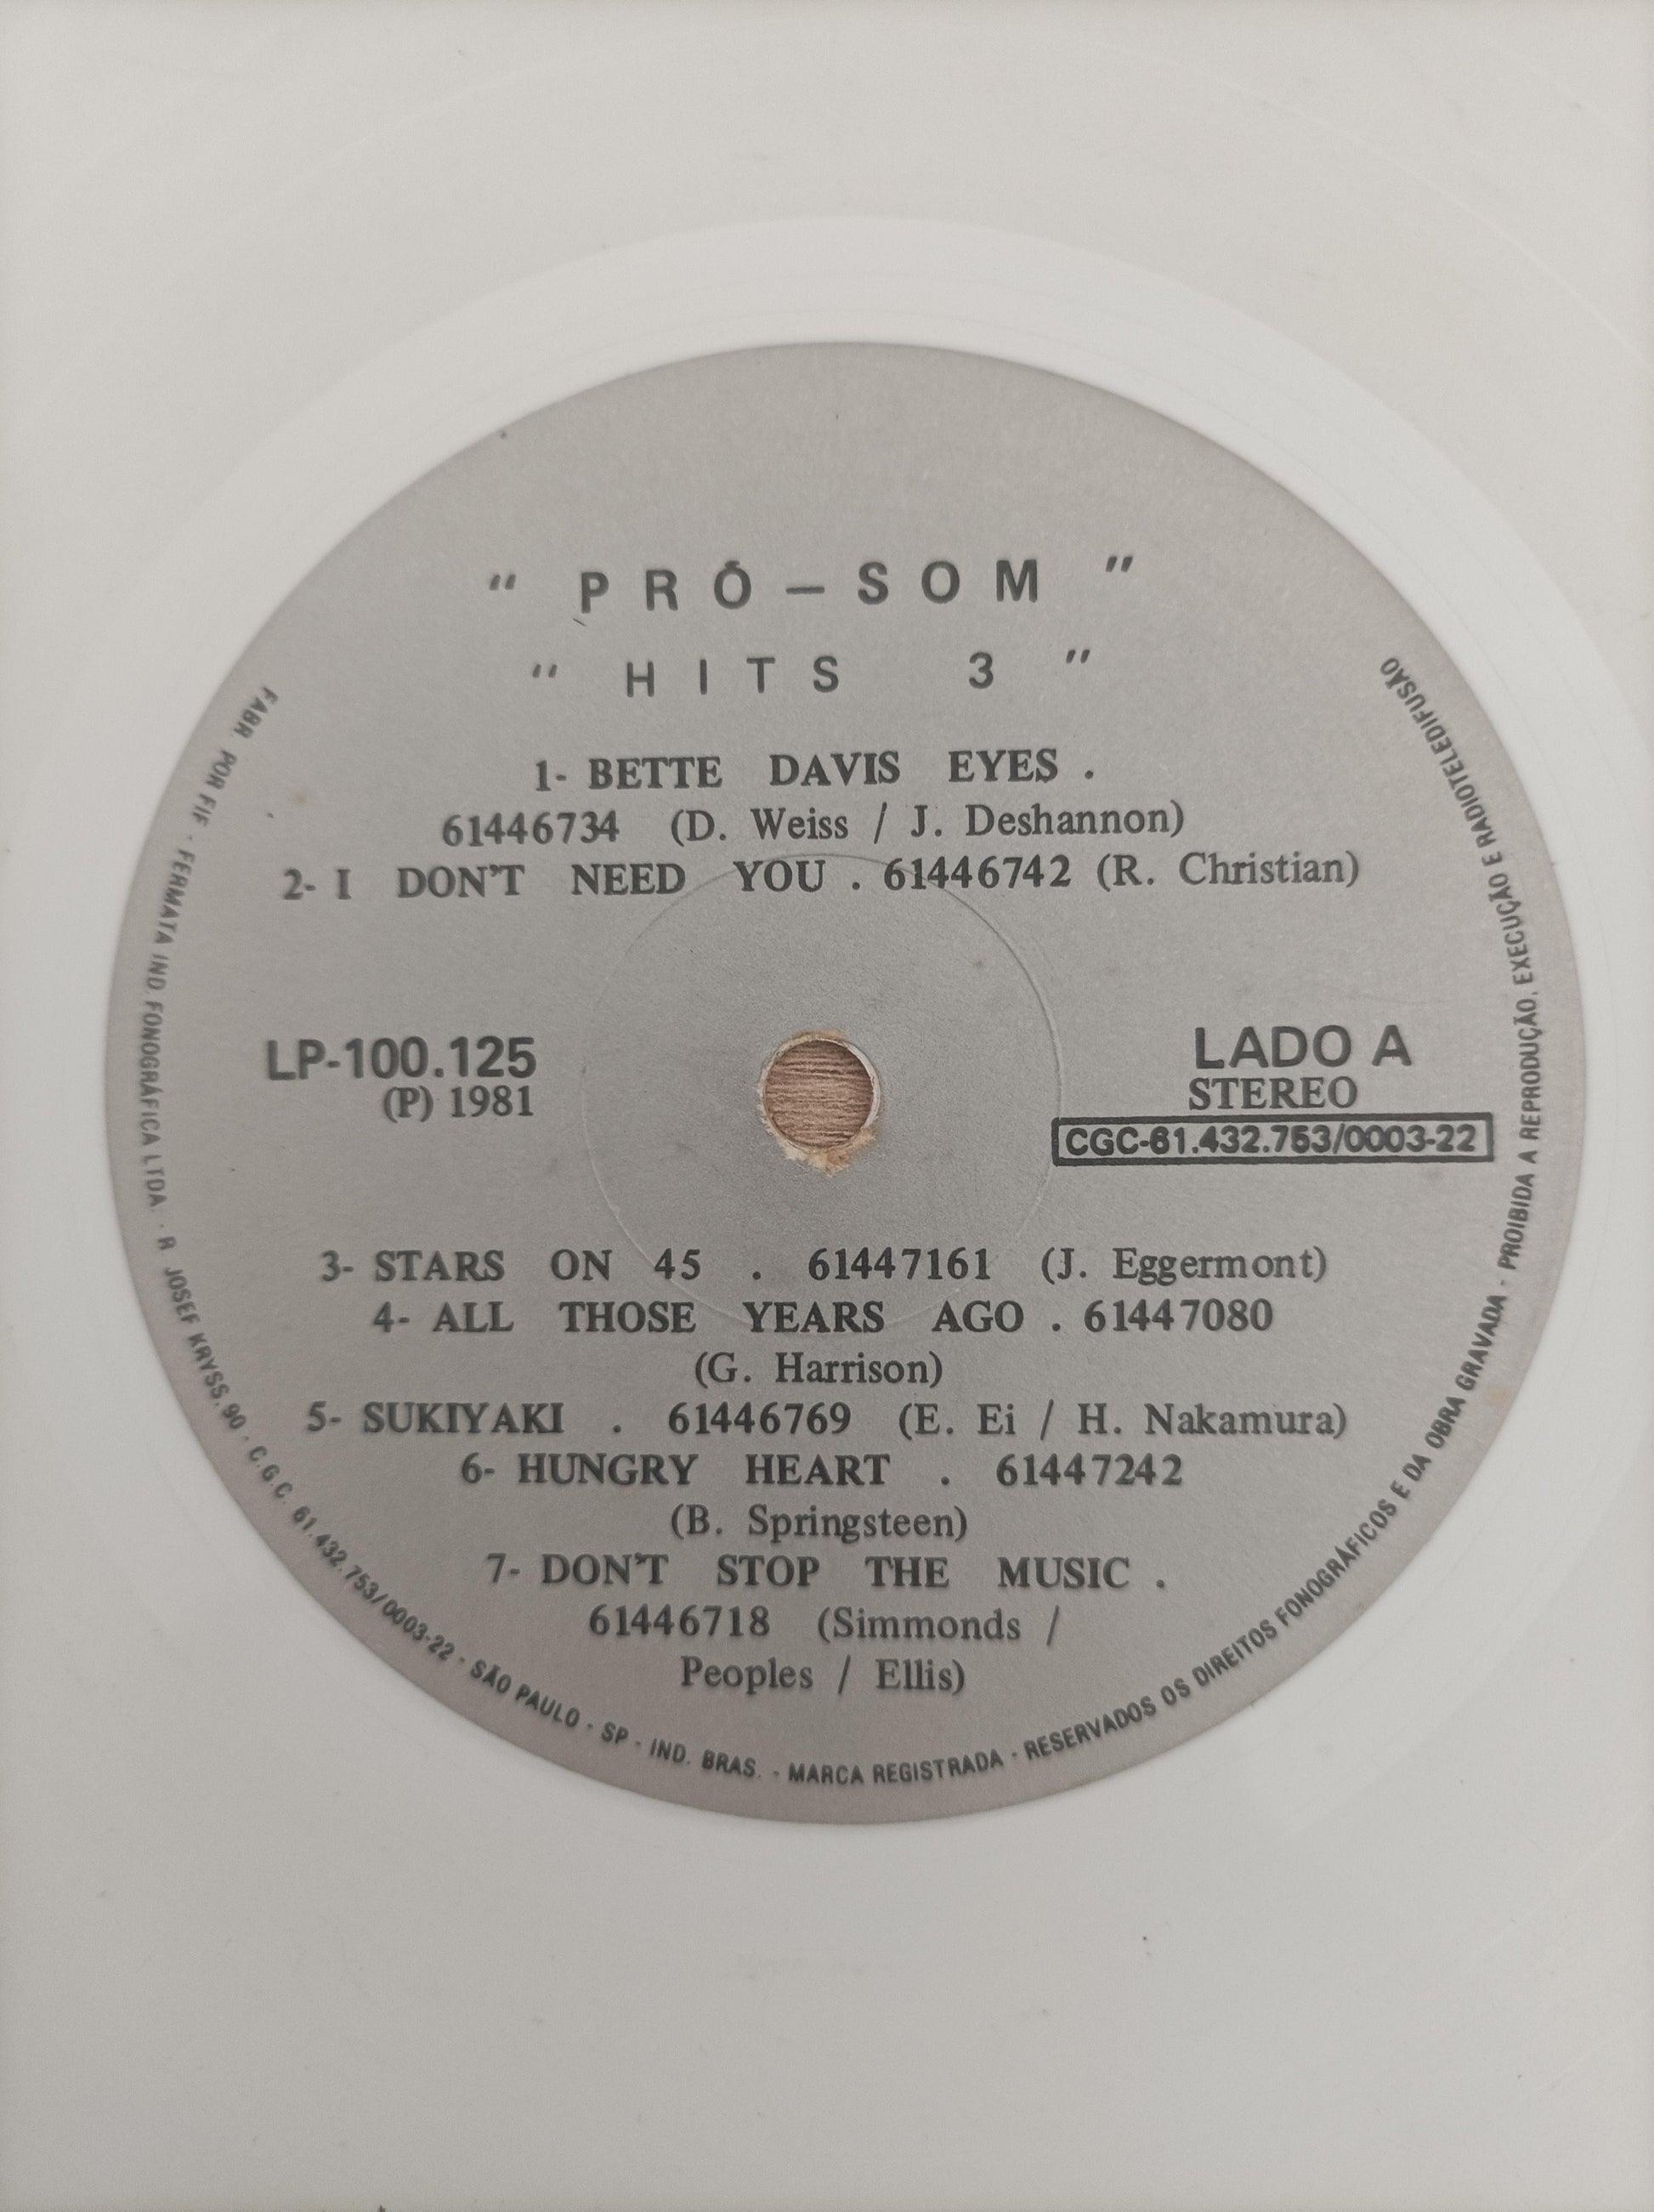 " PRÓ – SOM "
" HITS 3 "
1- BETTE DAVIS EYES .
61446734 (D. Weiss / J. Deshannon)
2- I DON'T NEED YOU . 61446742 (R. Christian)
LP-100.125
(P) 1981
LADO A
STEREO
CGC-61.432.753/0003-22
3- STARS ON 45 . 61447161 (J. Eggermont)
4- ALL THOSE YEARS AGO . 61447080
(G. Harrison)
5- SUKIYAKI . 61446769 (E. Ei / H. Nakamura)
6- HUNGRY HEART . 61447242
(B. Springsteen)
7- DON'T STOP THE MUSIC .
61446718 (Simmonds /
Peoples / Ellis)
FABR. POR FIF - FERMATA IND. FONOGRÁFICA LTDA. - R JOSEF KRYSS, 90 - C.G.C. 61.432.753/0003-22 - SÃO PAULO - SP - IND. BRAS. - MARCA REGISTRADA - RESERVADOS OS DIREITOS FONOGRÁFICOS E DA OBRA GRAVADA - PROIBIDA A REPRODUÇÃO, EXECUÇÃO E RADIOTELEDIFUSÃO